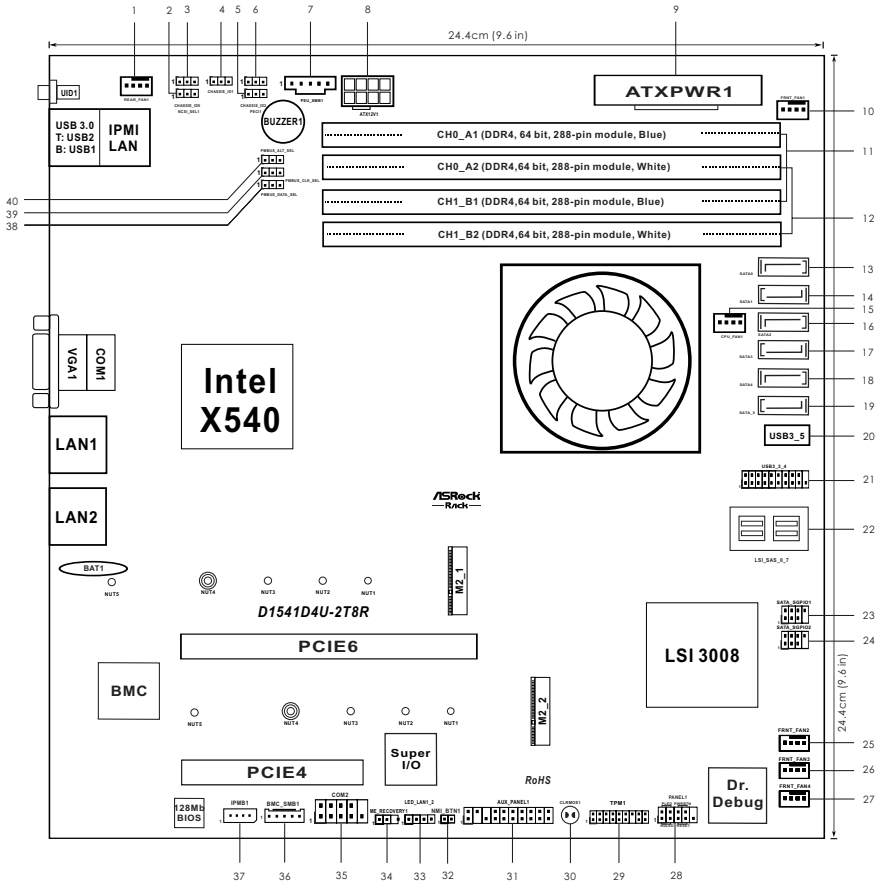 1 3 4 6 7 8 9
2 5
24.4cm (9.6 in)
UID1
REAR_FAN1
CHASSIS_ID0
NCSI_SEL1
CHASSIS_ID1
CHASSIS_ID2
PECI1
PSU_SMB1
ATX12V1
ATXPWR1
FRNT_FAN1
10
USB 3.0
T: USB2
B: USB1
IPMI
LAN
BUZZER1
CH0_A1 (DDR4, 64 bit, 288-pin module, Blue)
11
PMBUS_ALT_SEL
CH0_A2 (DDR4, 64 bit, 288-pin module, White)
PMBUS_CLK_SEL
PMBUS_DATA_SEL
40
39
38
CH1_B1 (DDR4, 64 bit, 288-pin module, Blue)
12
CH1_B2 (DDR4,64 bit, 288-pin module, White)
SATA0
13
SATA1
14
15
CPU_FAN1
SATA2
16
SATA3
17
SATA4
18
SATA_5
19
VGA1
COM1
Intel
X540
USB3_5
20
LAN1
USB3_3_4
21
LAN2
ASRock
Rack
22
LSI_SAS_0_7
BAT1
NUT5
NUT4
NUT3
NUT2
NUT1
M2_1
D1541D4U-2T8R
SATA_SGPIO1
23
SATA_SGPIO2
24
PCIE6
LSI 3008
24.4cm (9.6 in)
BMC
NUT5
NUT4
NUT3
NUT2
NUT1
M2_2
FRNT_FAN2
25
Super
I/O
FRNT_FAN3
26
PCIE4
RoHS
Dr.
Debug
FRNT_FAN4
27
128Mb
BIOS
IPMB1
BMC_SMB1
COM2
ME_RECOVERY1
LED_LAN1_2
NMI_BTN1
AUX_PANEL1
CLRMOS1
TPM1
PANEL1
37 36 35 34 33 32 31 30 29 28